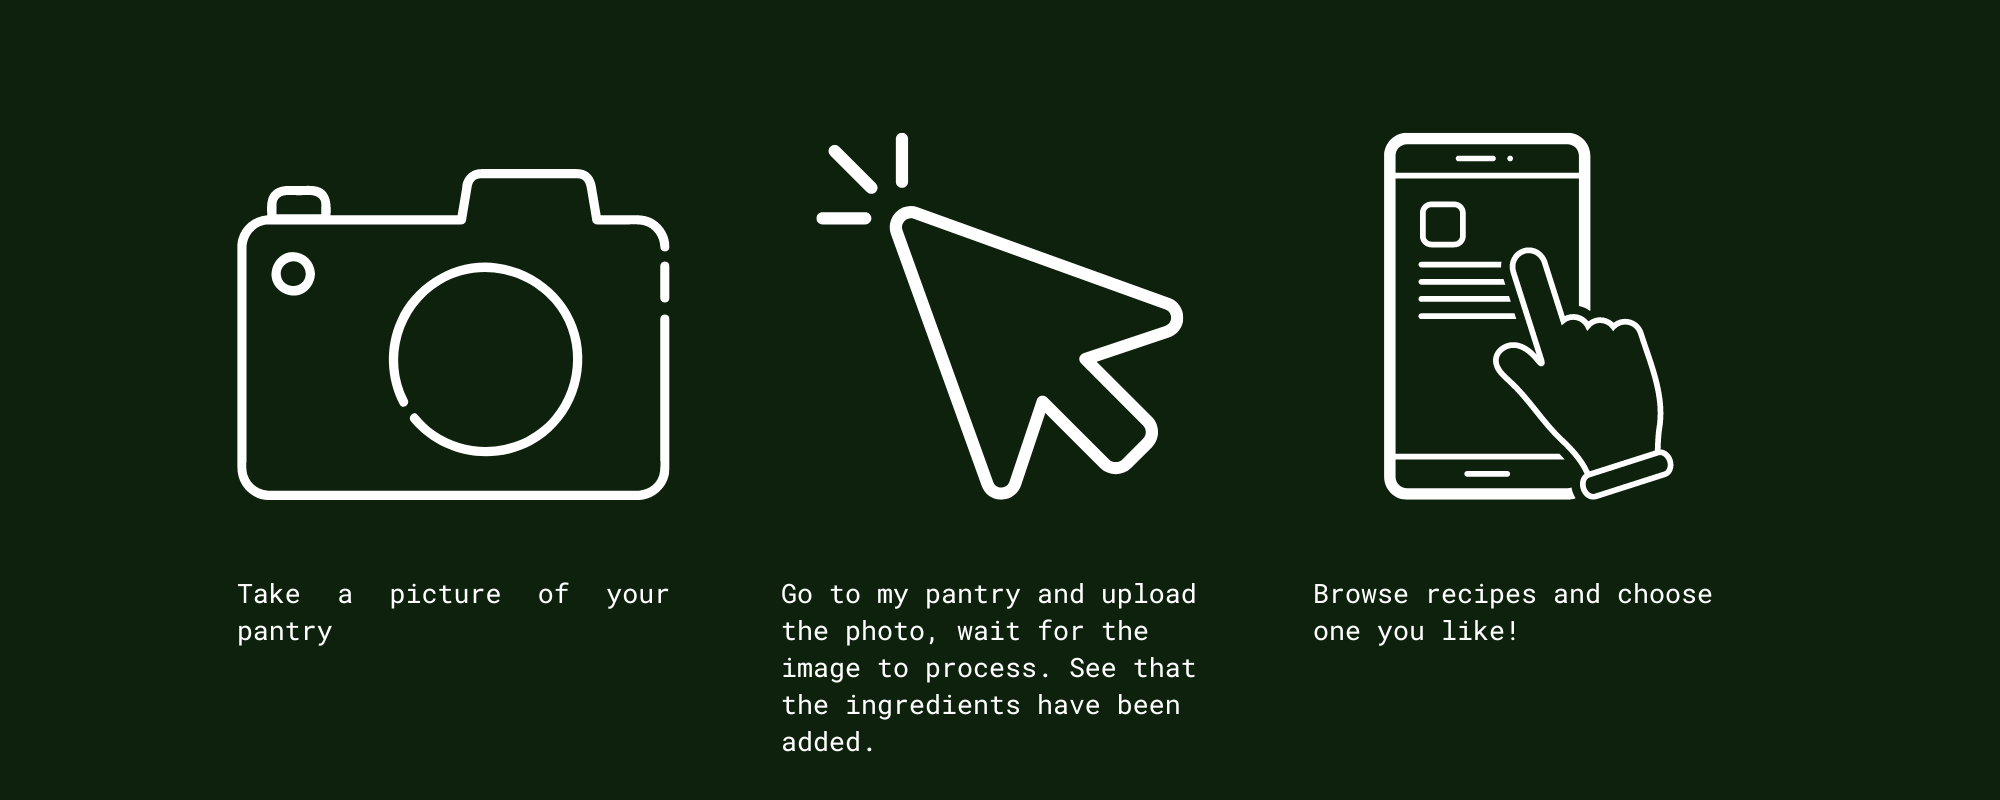 Take a picture of your
pantry
Go to my pantry and upload
the photo, wait for the
image to process. See that
the ingredients have been
added.
Browse recipes and choose
one you like!